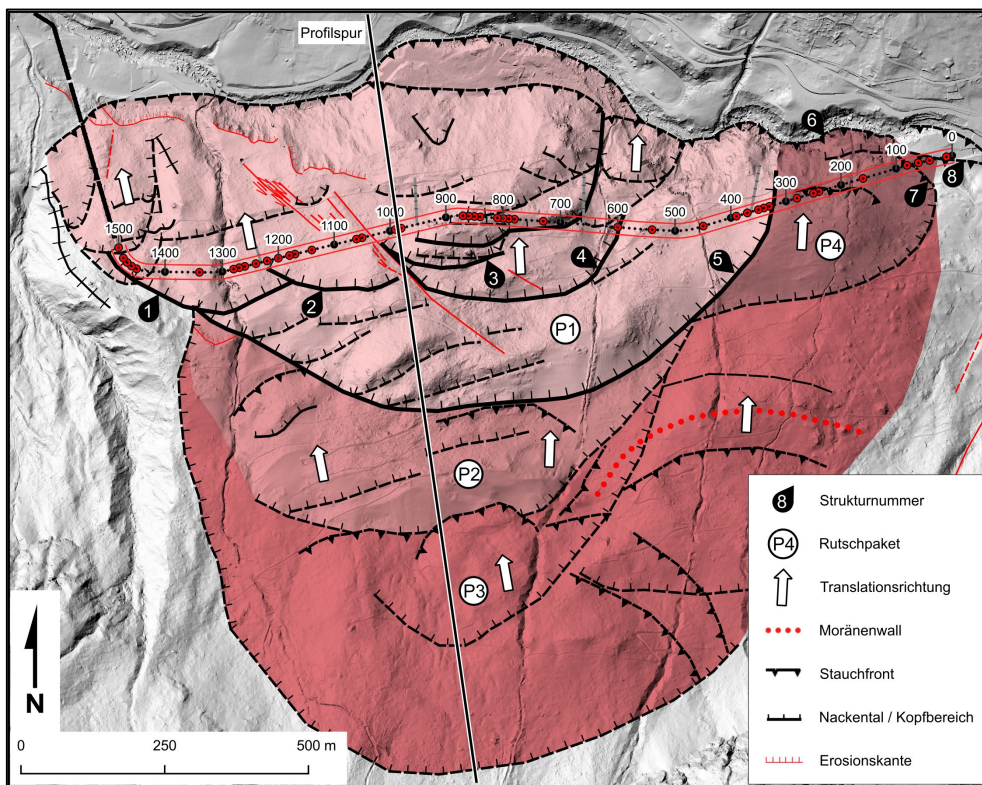 Profilspur
6
0
100
200
300
400
500
600
700
800
900
1000
1100
1200
1300
1400
1500
8
7
P4
5
4
3
2
1
P1
P2
P3
8 Strukturnummer
P4 Rutschpaket
Translationsrichtung
Moränenwall
Stauchfront
Nackental / Kopfbereich
Erosionskante
N
0 250 500 m